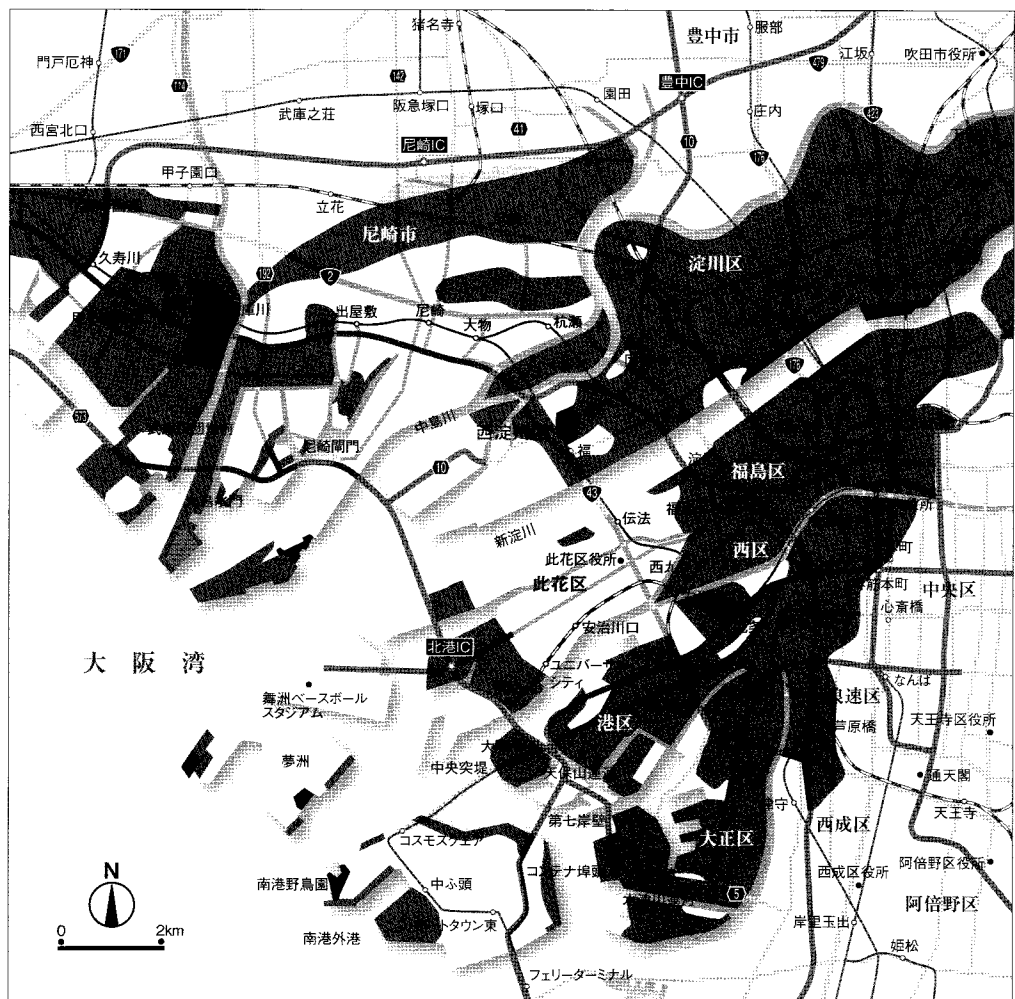 猪名寺
服部
豊中市
171
江坂
479
吹田市役所
門戸厄神
142
豊中IC
114
阪急塚口
塚口
園田
武庫之荘
庄内
423
西宮北口
41
尼崎IC
10
176
甲子園口
立花
尼崎市
淀川区
久寿川
192
2
出屋敷
尼崎
大物
杭瀬
176
573
中島川
尼崎閘門
10
福島区
43
伝法
新淀川
西区
此花区役所
此花区
中央区
心斎橋
安治川口
大阪湾
北港IC
なんば
舞洲ベースボール
スタジアム
港区
芦原橋
天王寺区役所
夢洲
中央突堤
通天閣
天王寺
第七岸壁
大正区
西成区
コスモスクエア
N
南港野鳥園
中ふ頭
西成区役所
阿倍野区役所
5
阿倍野区
0
2km
南港外港
岸里玉出
姫松
フェリーターミナル